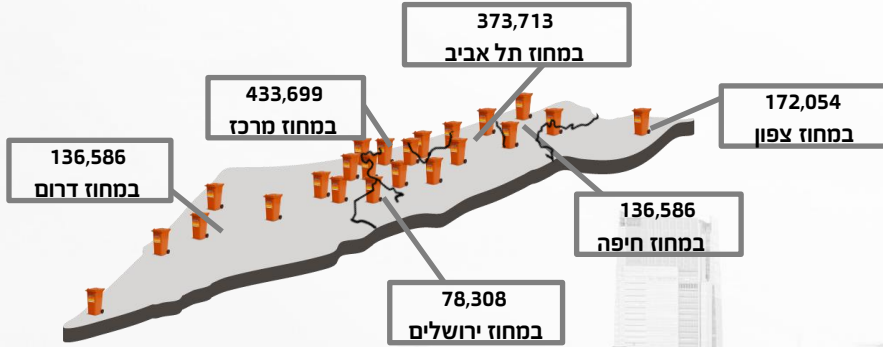 373,713
במחוז תל אביב
433,699
במחוז מרכז
172,054
במחוז צפון
136,586
במחוז דרום
136,586
במחוז חיפה
78,308
במחוז ירושלים